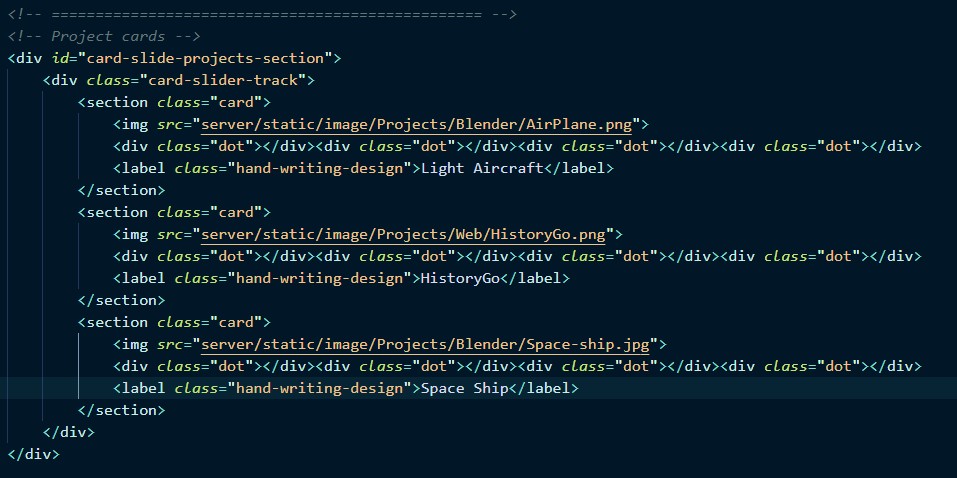 <!-- ================================================= -->
<!-- Project cards -->
<div id="card-slide-projects-section">
    <div class="card-slider-track">
        <section class="card">
            <img src="server/static/image/Projects/Blender/AirPlane.png">
            <div class="dot"></div><div class="dot"></div><div class="dot"></div><div class="dot"></div>
            <label class="hand-writing-design">Light Aircraft</label>
        </section>
        <section class="card">
            <img src="server/static/image/Projects/Web/HistoryGo.png">
            <div class="dot"></div><div class="dot"></div><div class="dot"></div><div class="dot"></div>
            <label class="hand-writing-design">HistoryGo</label>
        </section>
        <section class="card">
            <img src="server/static/image/Projects/Blender/Space-ship.jpg">
            <div class="dot"></div><div class="dot"></div><div class="dot"></div><div class="dot"></div>
            <label class="hand-writing-design">Space Ship</label>
        </section>
    </div>
</div>